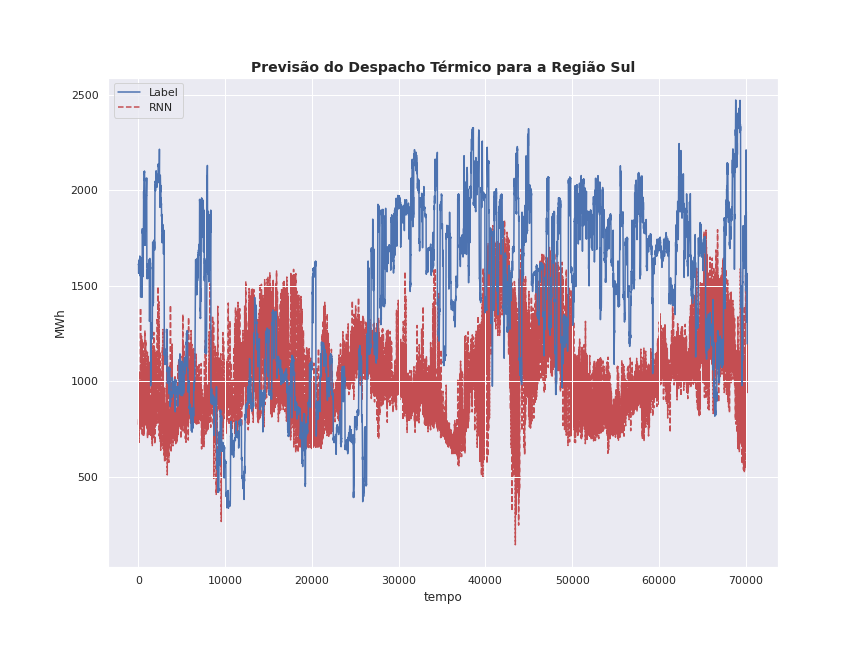 Previsão do Despacho Térmico para a Região Sul
Label
RNN
MWh
2500
2000
1500
1000
500
0 10000 20000 30000 40000 50000 60000 70000
tempo